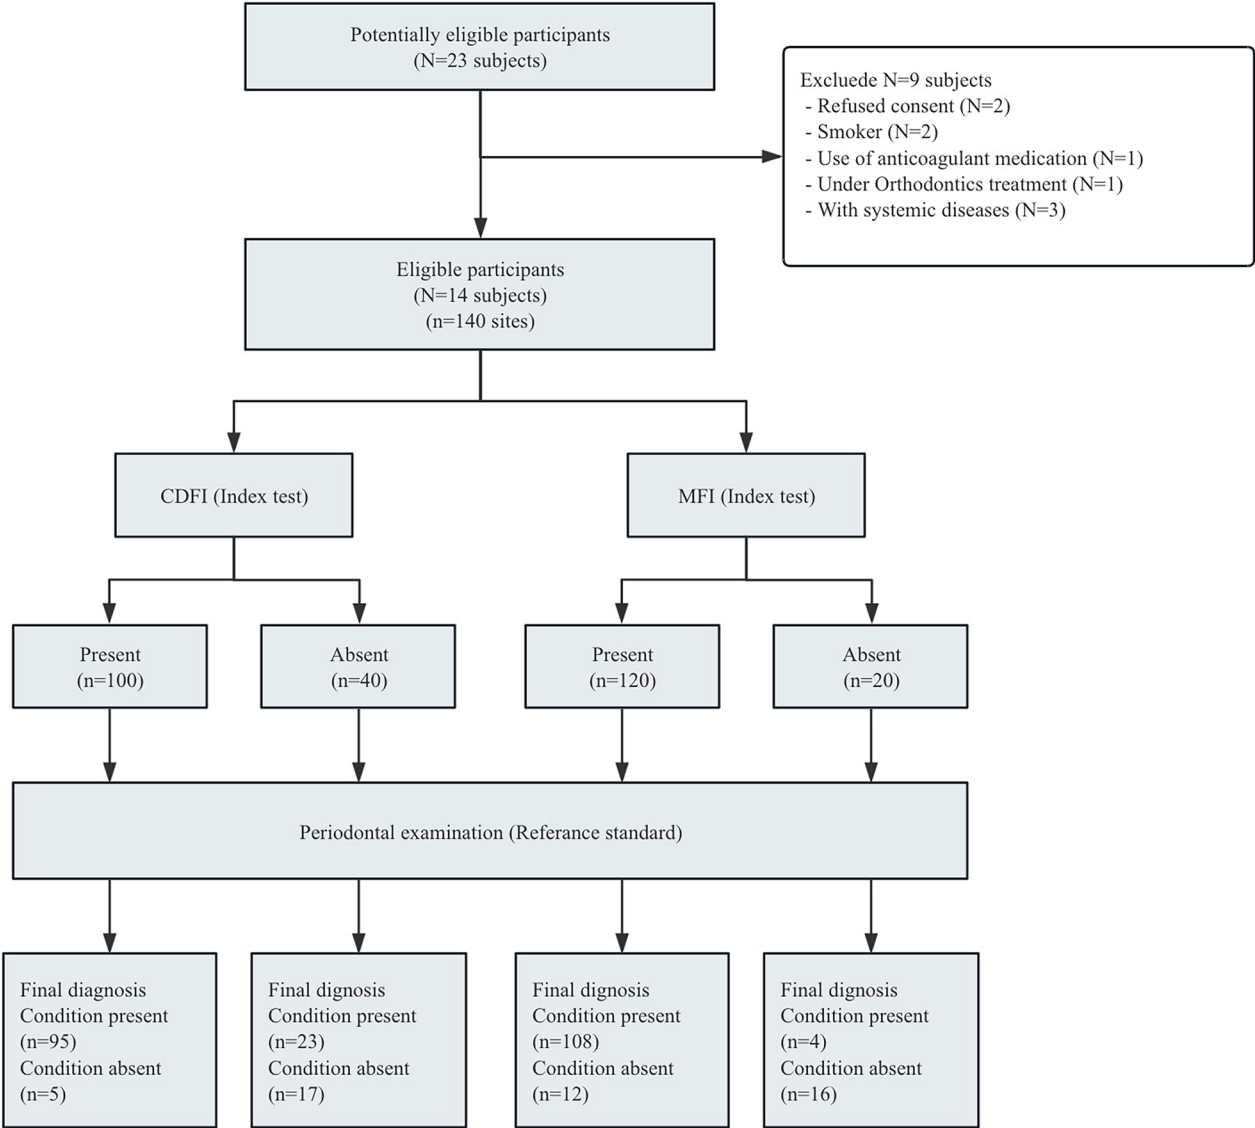 Potentially eligible participants
(N=23 subjects)
Excluede N=9 subjects
- Refused consent (N=2)
- Smoker (N=2)
- Use of anticoagulant medication (N=1)
- Under Orthodontics treatment (N=1)
- With systemic diseases (N=3)
Eligible participants
(N=14 subjects)
(n=140 sites)
CDFI (Index test)
MFI (Index test)
Present
(n=100)
Absent
(n=40)
Present
(n=120)
Absent
(n=20)
Periodontal examination (Referance standard)
Final diagnosis
Condition present
(n=95)
Condition absent
(n=5)
Final dignosis
Condition present
(n=23)
Condition absent
(n=17)
Final dignosis
Condition present
(n=108)
Condition absent
(n=12)
Final dignosis
Condition present
(n=4)
Condition absent
(n=16)